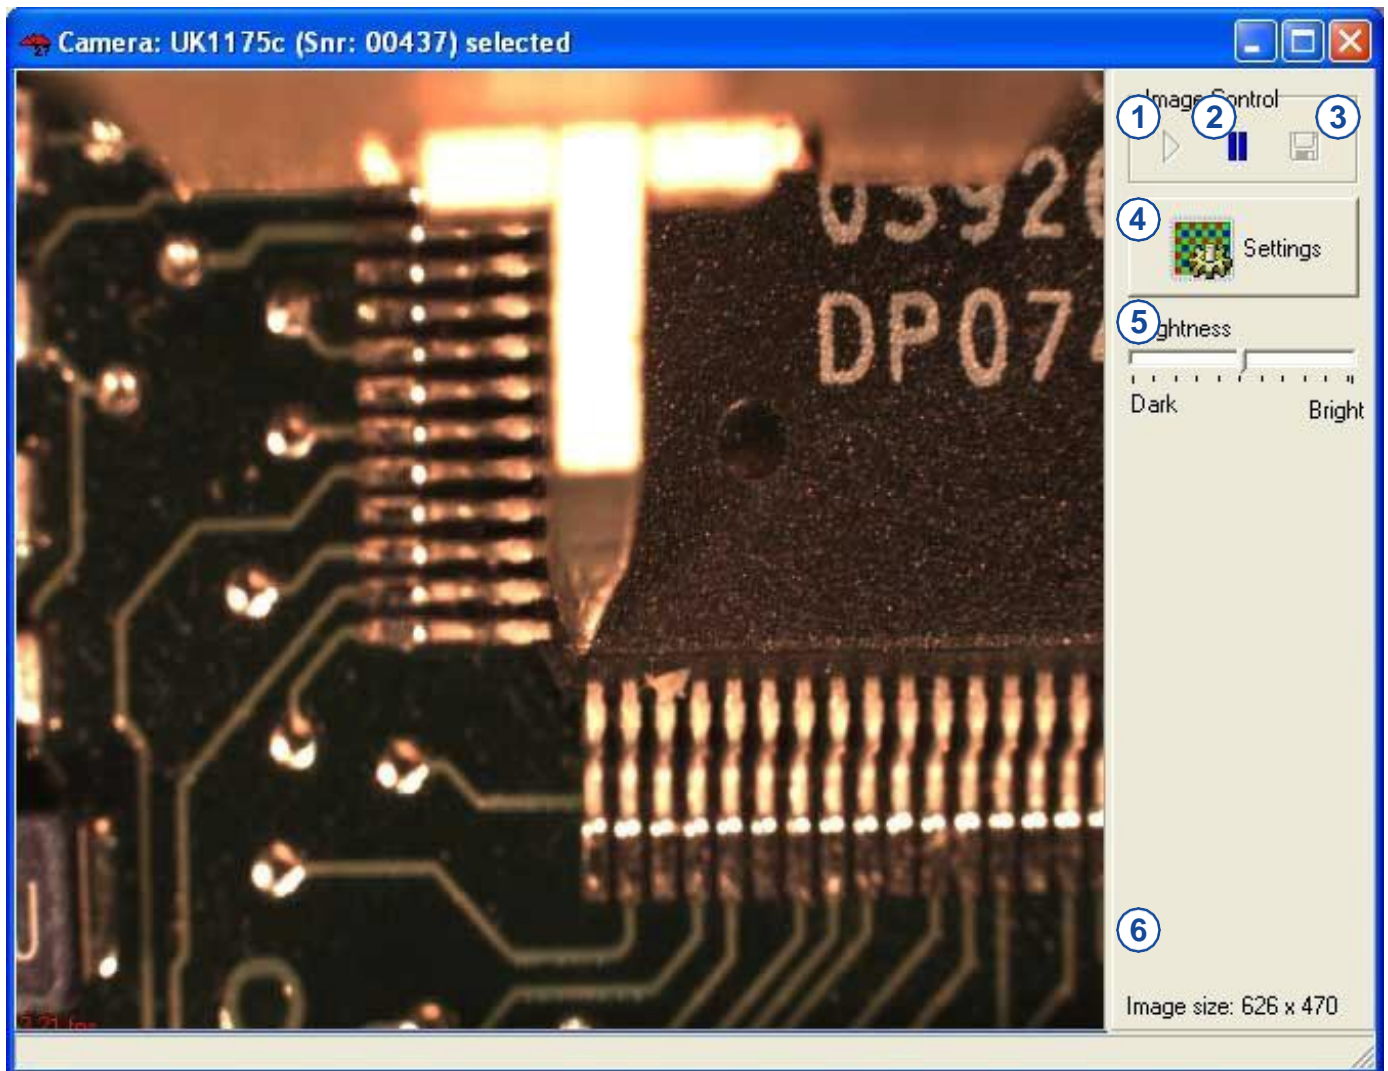 Camera: UK1175c (Snr: 00437) selected
Image Control
1
2
3
4
Settings
5
Dark
Bright
DP07
6
Image size: 626 x 470